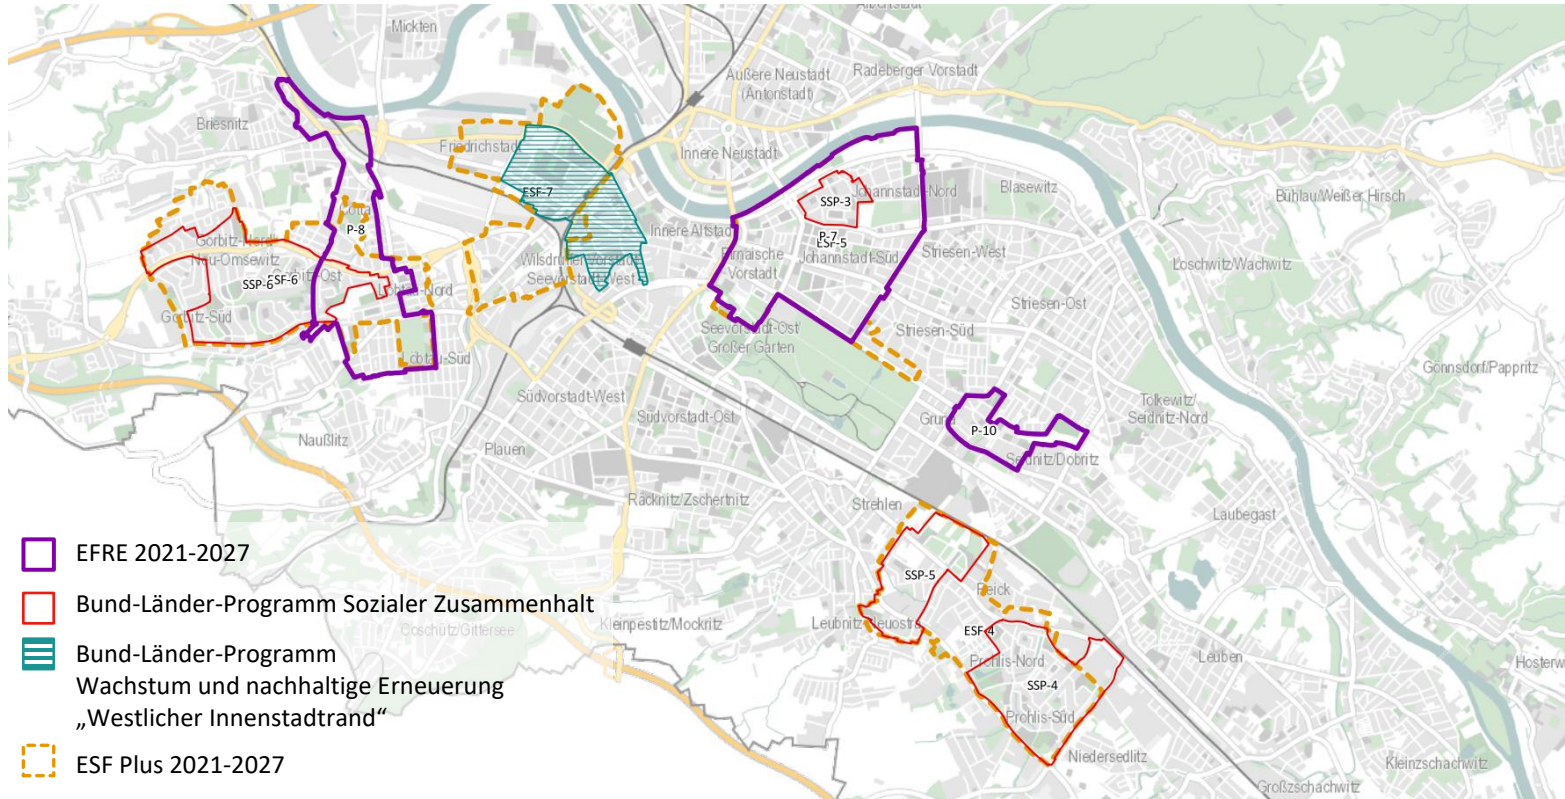 Albertstadt
Mickten
Äußere Neustadt
(Antonstadt)
Radeberger Vorstadt
Briesnitz
Friedrichstadt
Innere Neustadt
ESF-7
SSP-3
Johannstadt-Nord
Blasewitz
Bühlau/Weißer Hirsch
Cotta
P-8
Innere Altstadt
P-7
ESF-5
Pirnaische
Vorstadt
Johannstadt-Süd
Striesen-West
Gorbitz-Nord/
Neu-Omsewitz
Wilsdruffer Vorstadt/
Seevorstadt-West
Loschwitz/Wachwitz
SSP-6
ESF-6
Gorbitz-Ost
Löbtau-Nord
Striesen-Ost
Gorbitz-Süd
Seevorstadt-Ost/
Großer Garten
Striesen-Süd
Löbtau-Süd
Gönnsdorf/Pappritz
Südvorstadt-West
Südvorstadt-Ost
Tolkewitz/
Seidnitz-Nord
Gruna
P-10
Naußlitz
Plauen
Seidnitz/Dobritz
Räcknitz/Zschertnitz
Strehlen
Laubegast
EFRE 2021-2027
SSP-5
Reick
Bund-Länder-Programm Sozialer Zusammenhalt
Coschütz/Gittersee
Kleinpestitz/Mockritz
Leubnitz-Neuostra
ESF-4
Bund-Länder-Programm
Wachstum und nachhaltige Erneuerung
„Westlicher Innenstadtrand“
Prohlis-Nord
Leuben
SSP-4
Prohlis-Süd
Niedersedlitz
ESF Plus 2021-2027
Kleinzschachwitz
Großzschachwitz
Hosterw